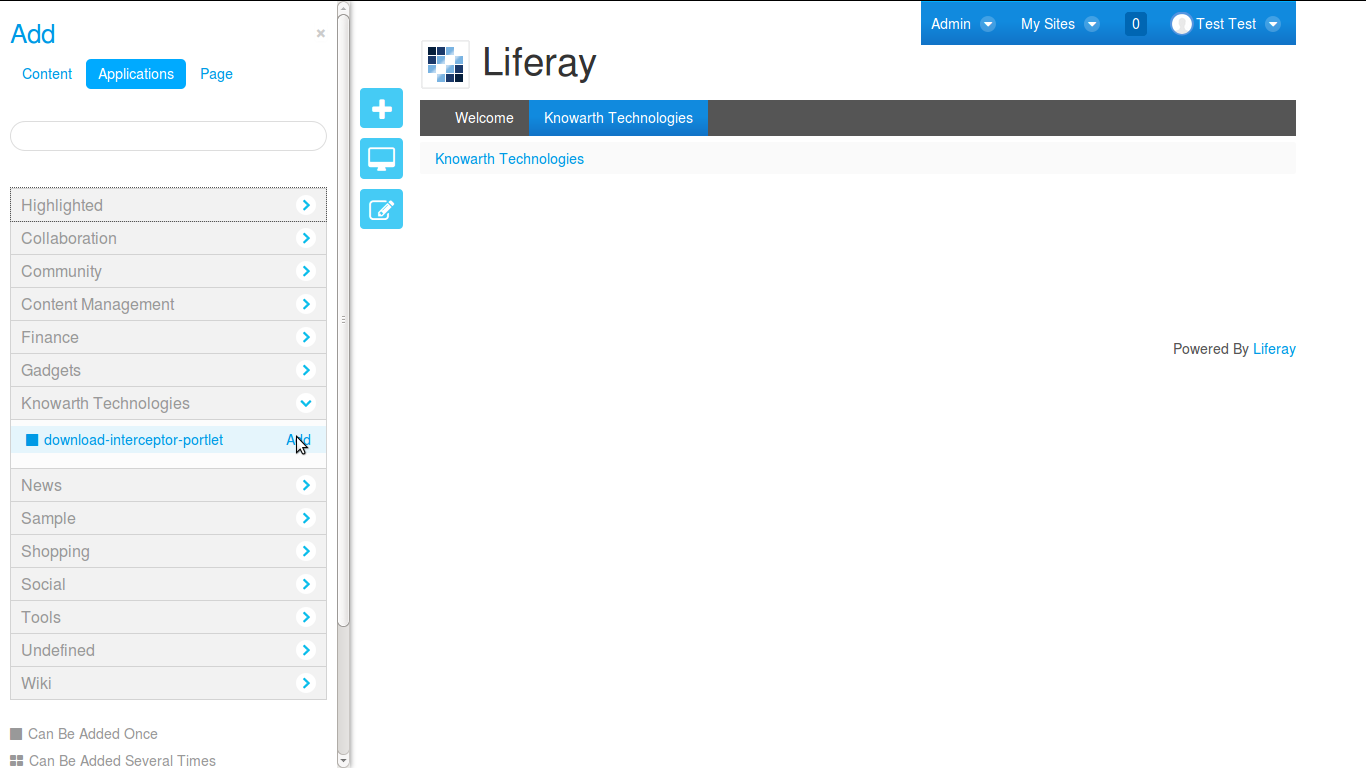 Add
×
Content Applications Page
Highlighted
Collaboration
Community
Content Management
Finance
Gadgets
Knowarth Technologies
download-interceptor-portlet Add
News
Sample
Shopping
Social
Tools
Undefined
Wiki
Can Be Added Once
Can Be Added Several Times
Admin My Sites 0 Test Test
Liferay
Welcome Knowarth Technologies
Knowarth Technologies
Powered By Liferay